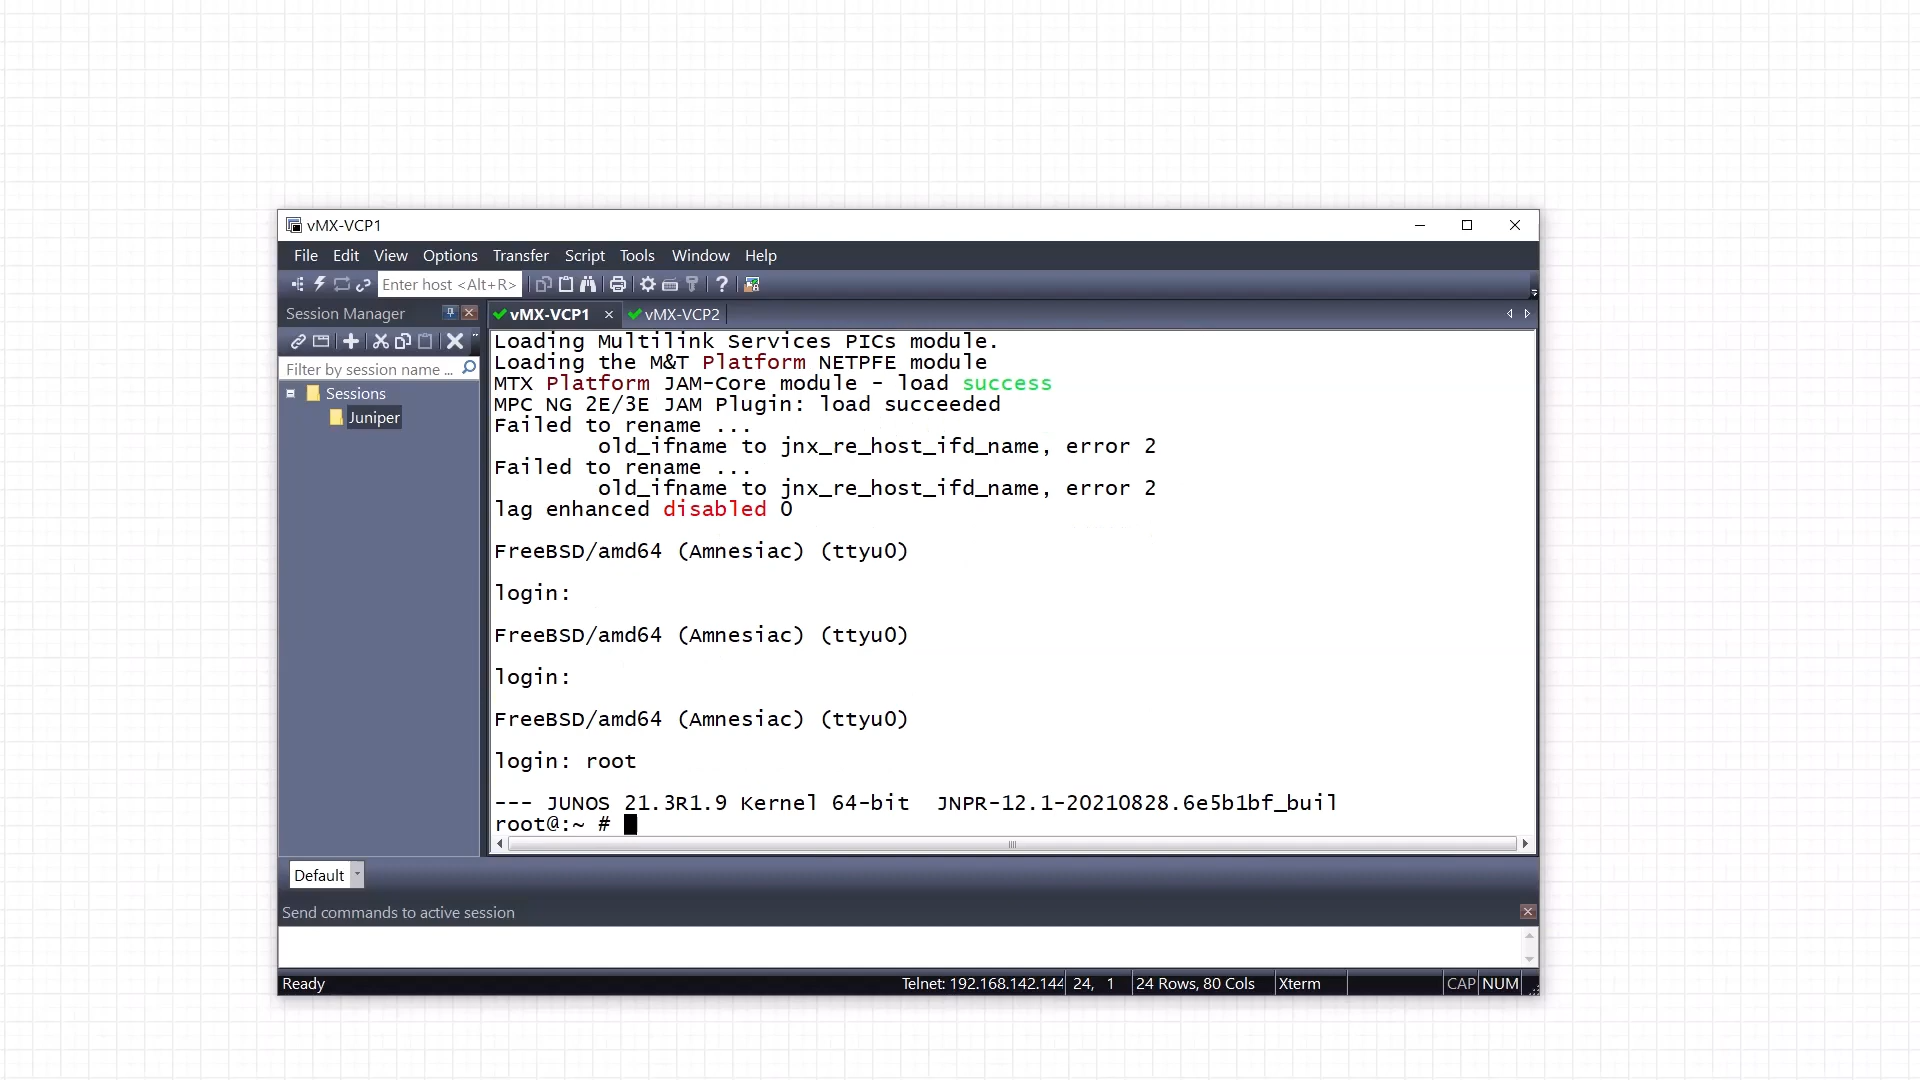 vMX-VCP1
File Edit View Options Transfer Script Tools Window Help
Enter host <Alt+R>
Session Manager
vMX-VCP1
vMX-VCP2
Filter by session name ...
Sessions
Juniper
Loading Multilink Services PICs module.
Loading the M&T Platform NETPFE module
MTX Platform JAM-Core module - load success
MPC NG 2E/3E JAM Plugin: load succeeded
Failed to rename ...
old_ifname to jnx_re_host_ifd_name, error 2
Failed to rename ...
old_ifname to jnx_re_host_ifd_name, error 2
lag enhanced disabled 0
FreeBSD/amd64 (Amnesiac) (ttyu0)
login:
FreeBSD/amd64 (Amnesiac) (ttyu0)
login:
FreeBSD/amd64 (Amnesiac) (ttyu0)
login: root
--- JUNOS 21.3R1.9 Kernel 64-bit  JNPR-12.1-20210828.6e5b1bf_buil
root@:~ #
Default
Send commands to active session
Ready
Telnet: 192.168.142.144
24, 1
24 Rows, 80 Cols
Xterm
CAP
NUM